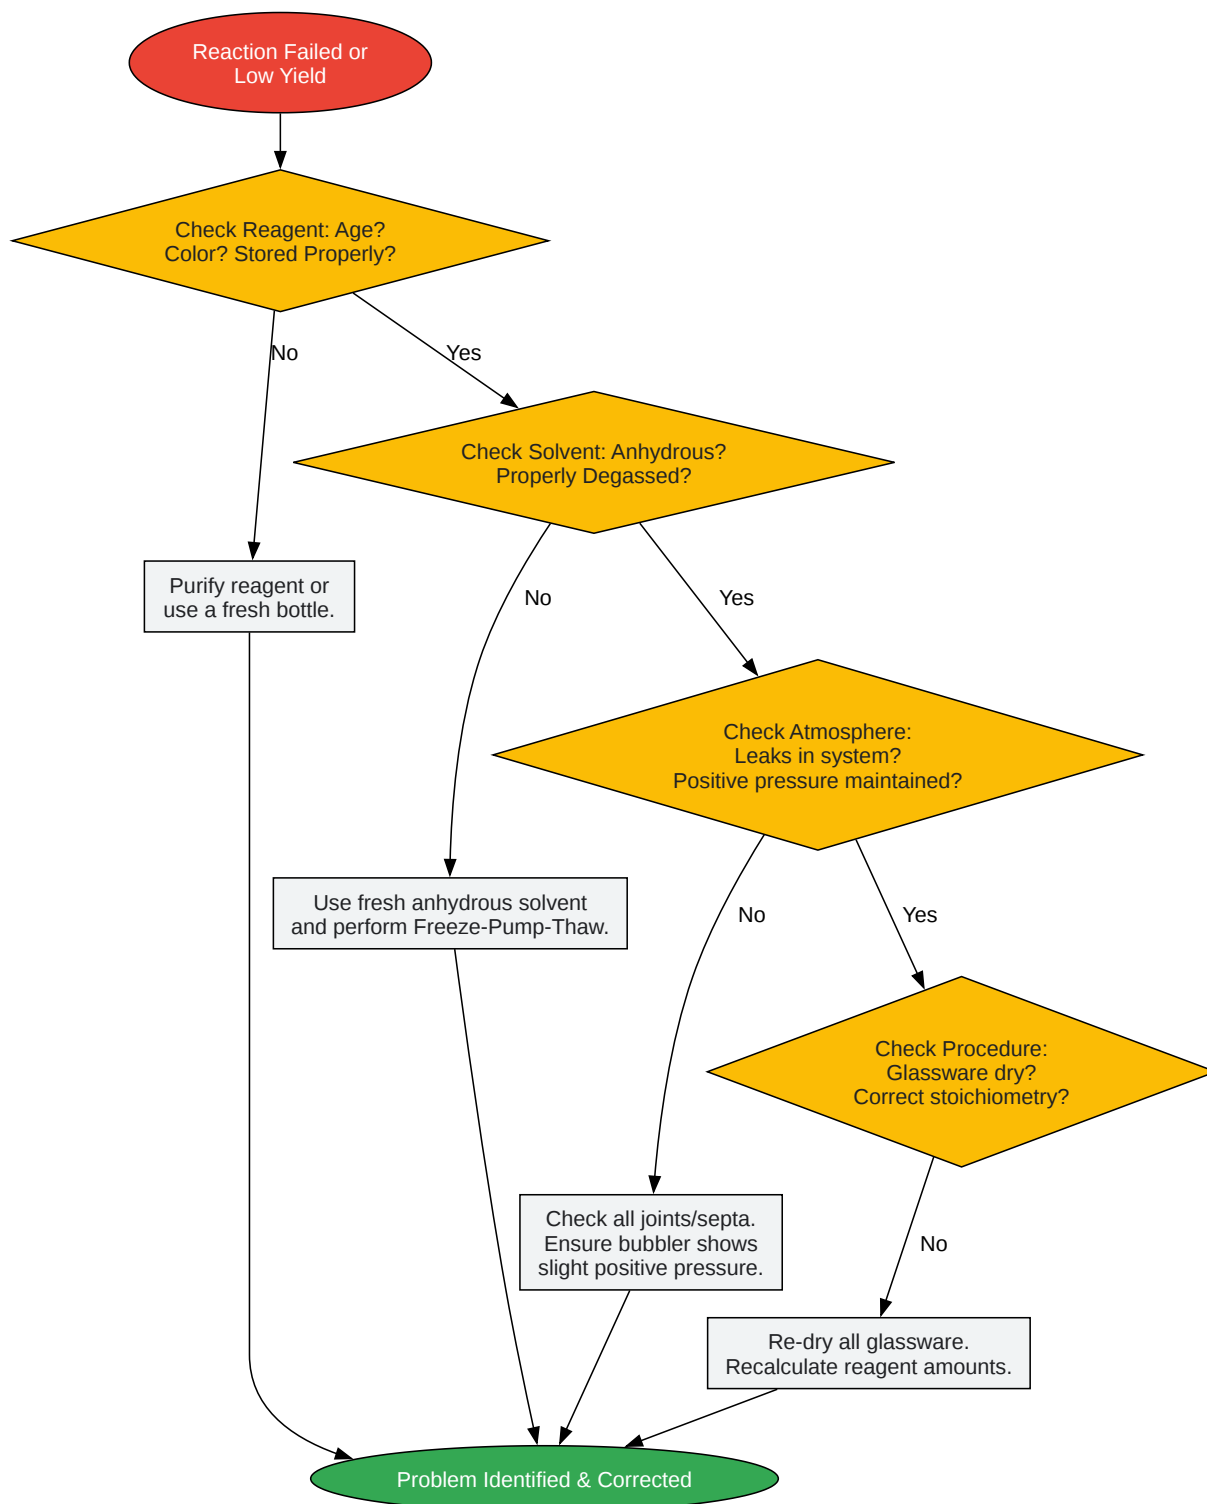 Reaction Failed or
Low Yield
Check Reagent: Age?
Color? Stored Properly?
No
Yes
Check Solvent: Anhydrous?
Properly Degassed?
Purify reagent or
use a fresh bottle.
No
Yes
Check Atmosphere:
Leaks in system?
Positive pressure maintained?
Use fresh anhydrous solvent
and perform Freeze-Pump-Thaw.
No
Yes
Check Procedure:
Glassware dry?
Correct stoichiometry?
Check all joints/septa.
Ensure bubbler shows
slight positive pressure.
No
Re-dry all glassware.
Recalculate reagent amounts.
Problem Identified & Corrected